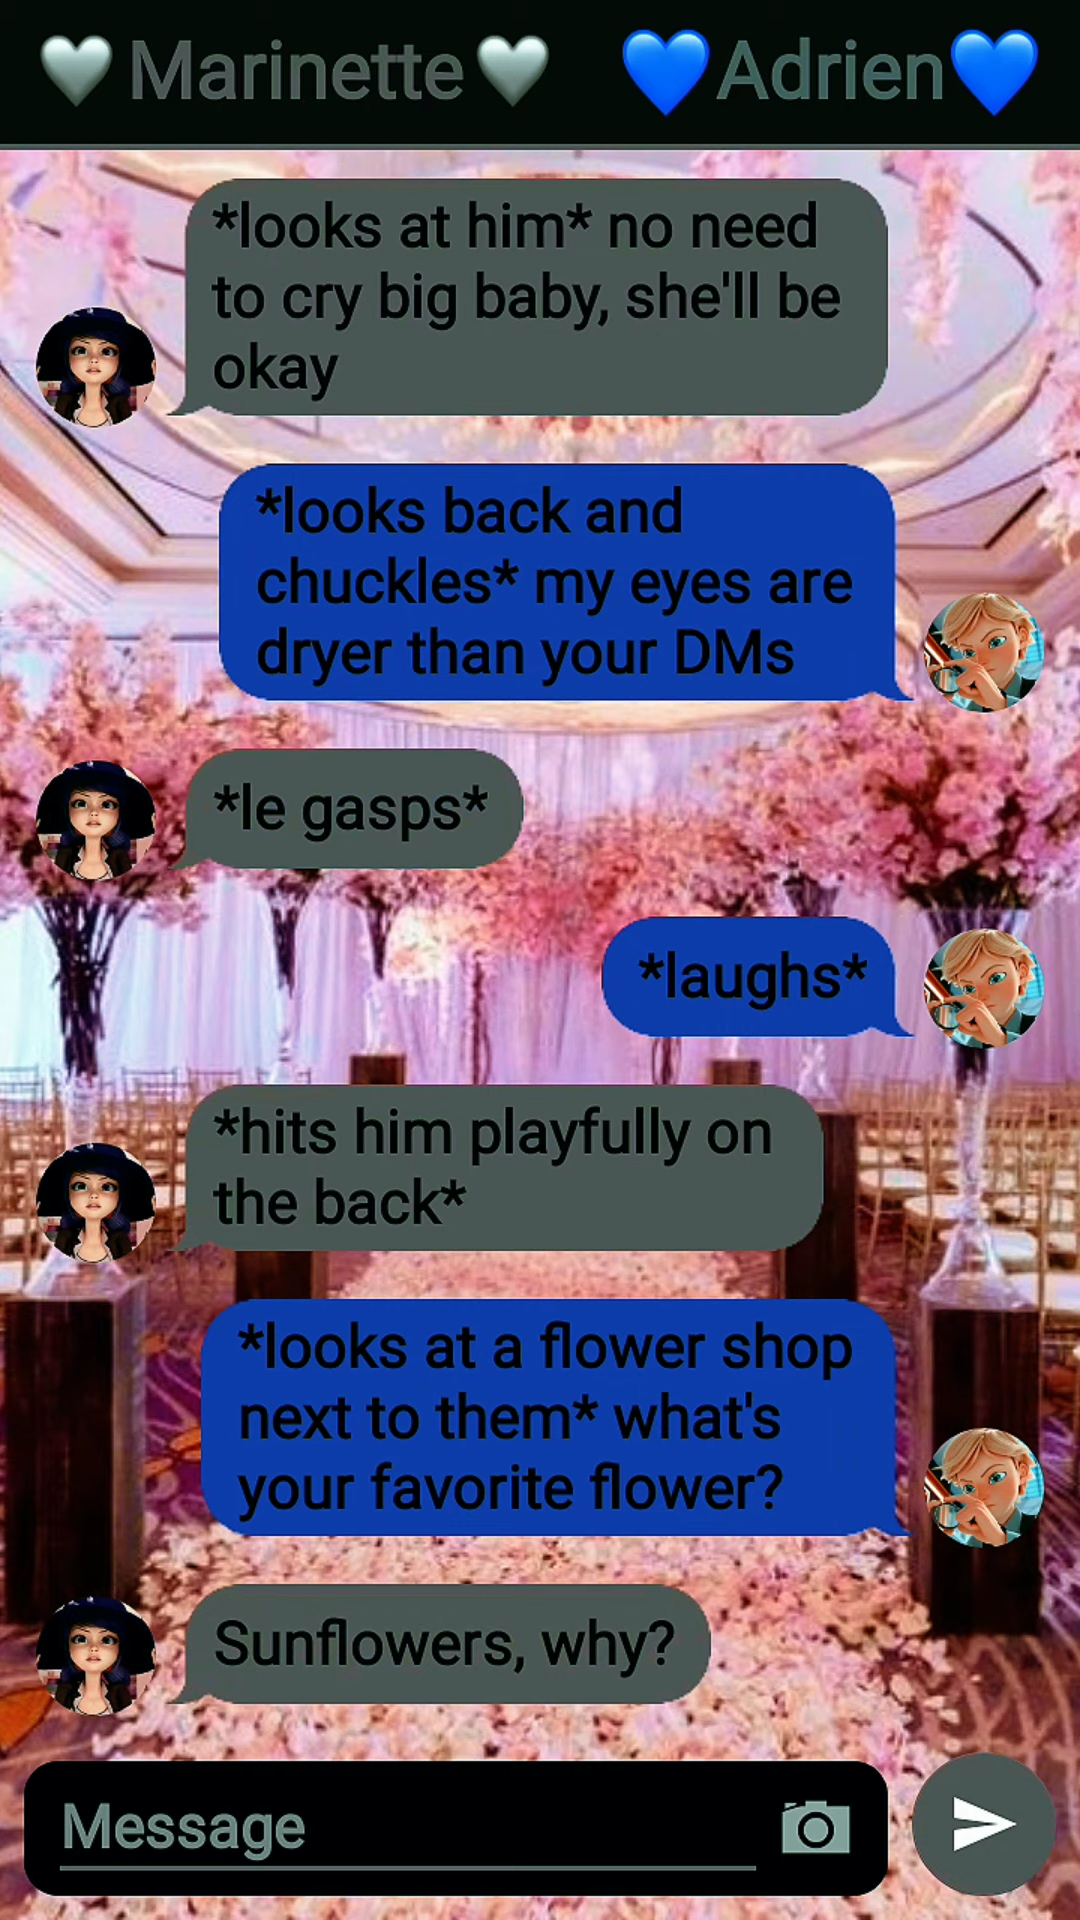 🤍Marinette🤍 💙Adrien💙
*looks at him* no need
to cry big baby, she'll be
okay
*looks back and
chuckles* my eyes are
dryer than your DMs
*le gasps*
*laughs*
*hits him playfully on
the back*
*looks at a flower shop
next to them* what's
your favorite flower?
Sunflowers, why?
Message